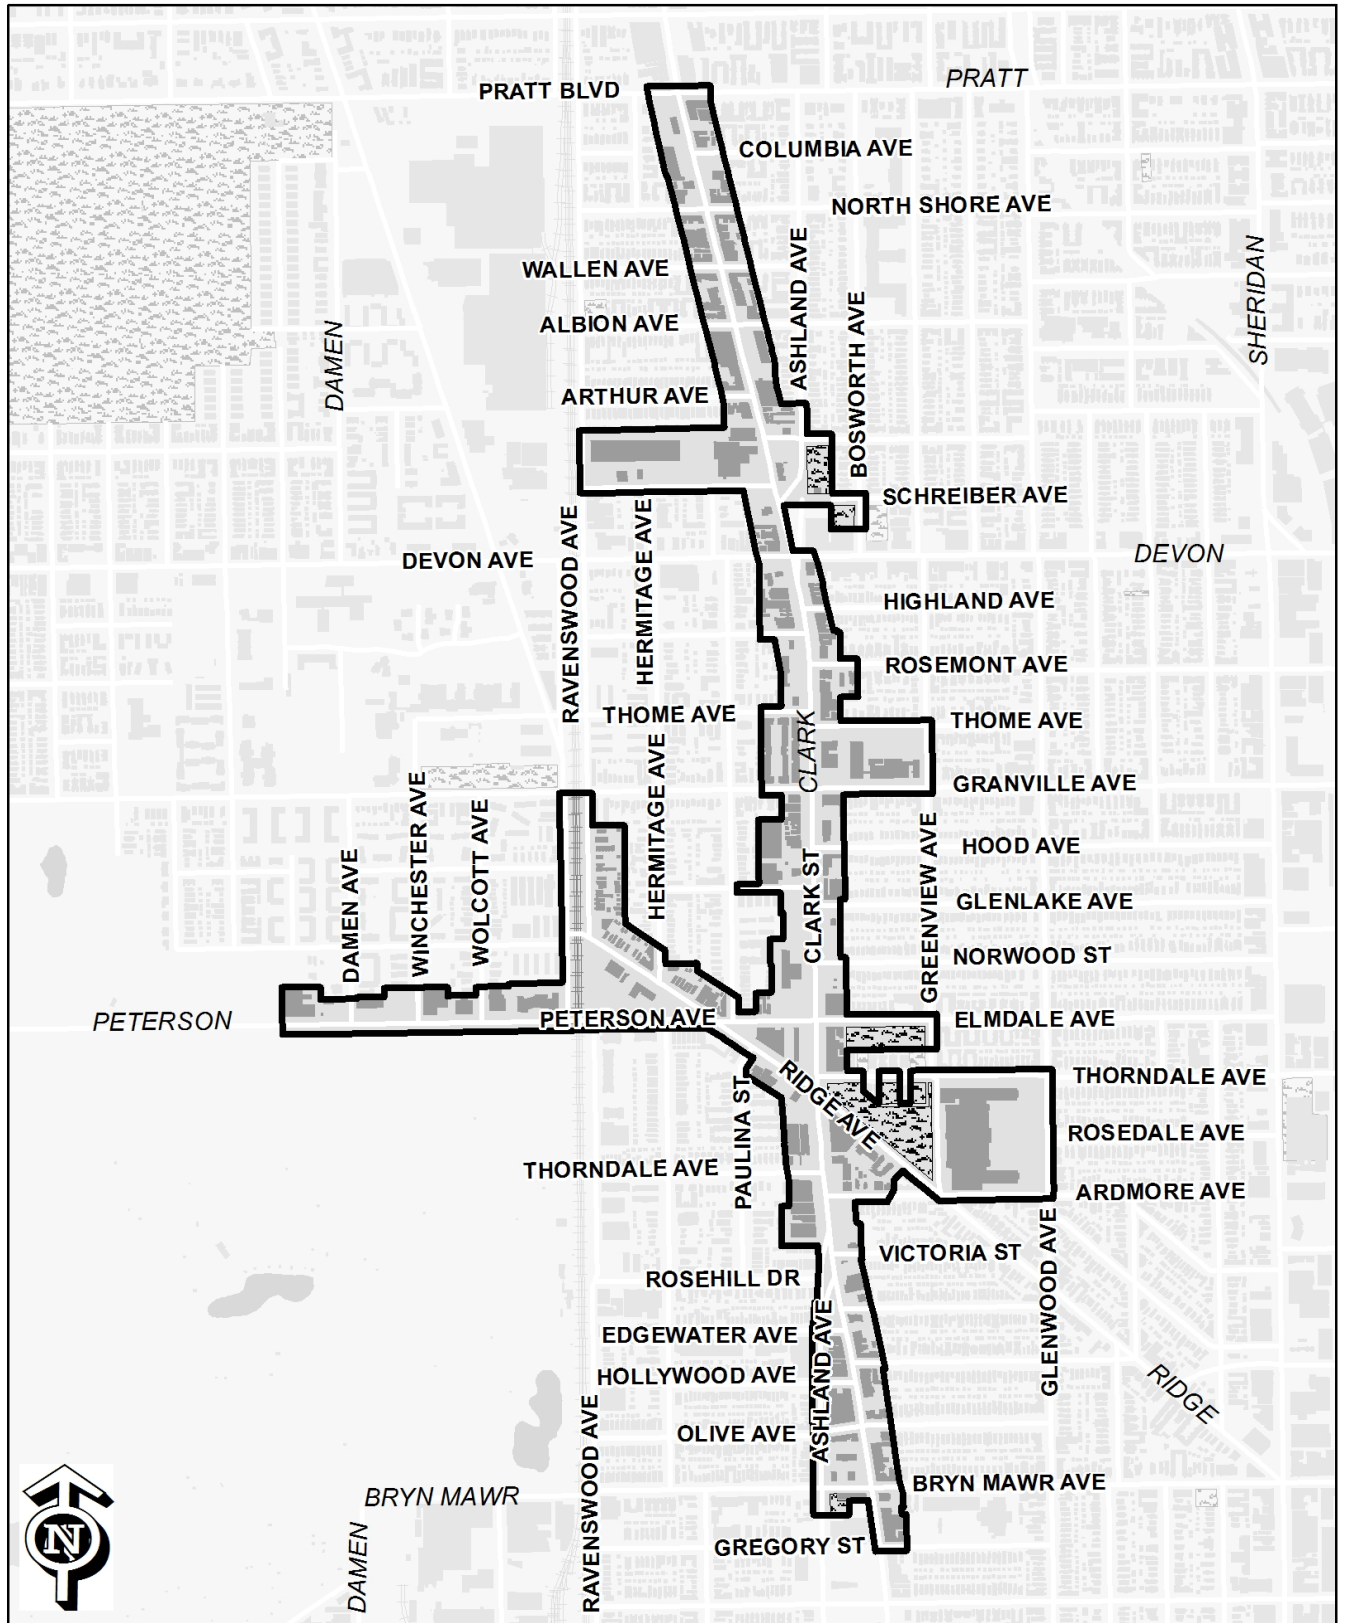 PRATT
PRATT BLVD
COLUMBIA AVE
NORTH SHORE AVE
WALLEN AVE
ASHLAND AVE
SHERIDAN
ALBION AVE
BOSWORTH AVE
DAMEN
ARTHUR AVE
SCHREIBER AVE
RAVENSWOOD AVE
HERMITAGE AVE
DEVON AVE
DEVON
HIGHLAND AVE
ROSEMONT AVE
THOME AVE
CLARK
THOME AVE
HERMITAGE AVE
GRANVILLE AVE
WINCHESTER AVE
WOLCOTT AVE
DAMEN AVE
CLARK ST
GREENVIEW AVE
HOOD AVE
GLENLAKE AVE
NORWOOD ST
PETERSON
PETERSON AVE
ELMDALE AVE
RIDGE AVE
THORNDALE AVE
PAULINA ST
ROSEDALE AVE
THORNDALE AVE
ARDMORE AVE
VICTORIA ST
GLENWOOD AVE
ROSEHILL DR
ASHLAND AVE
EDGEWATER AVE
HOLLYWOOD AVE
RIDGE
OLIVE AVE
RAVENSWOOD AVE
BRYN MAWR AVE
BRYN MAWR
N
DAMEN
GREGORY ST